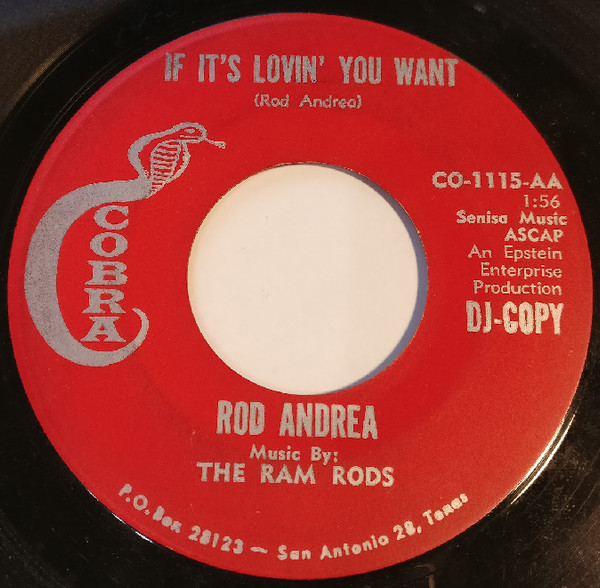 IF IT'S LOVIN' YOU WANT
(Rod Andrea)
COBRA
CO-1115-AA
1:56
Senisa Music
ASCAP
An Epstein
Enterprise
Production
DJ-COPY
ROD ANDREA
Music By:
THE RAM RODS
P.O. Box 28123 ~ San Antonio 28, Texas